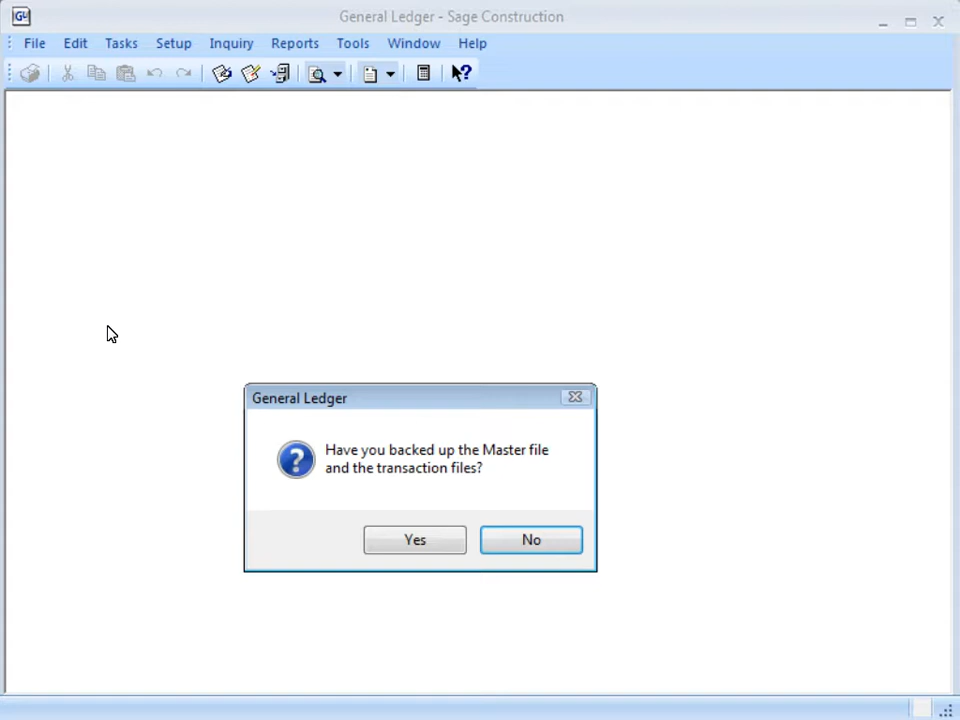 General Ledger - Sage Construction
File Edit Tasks Setup Inquiry Reports Tools Window Help
General Ledger
Have you backed up the Master file
and the transaction files?
Yes No